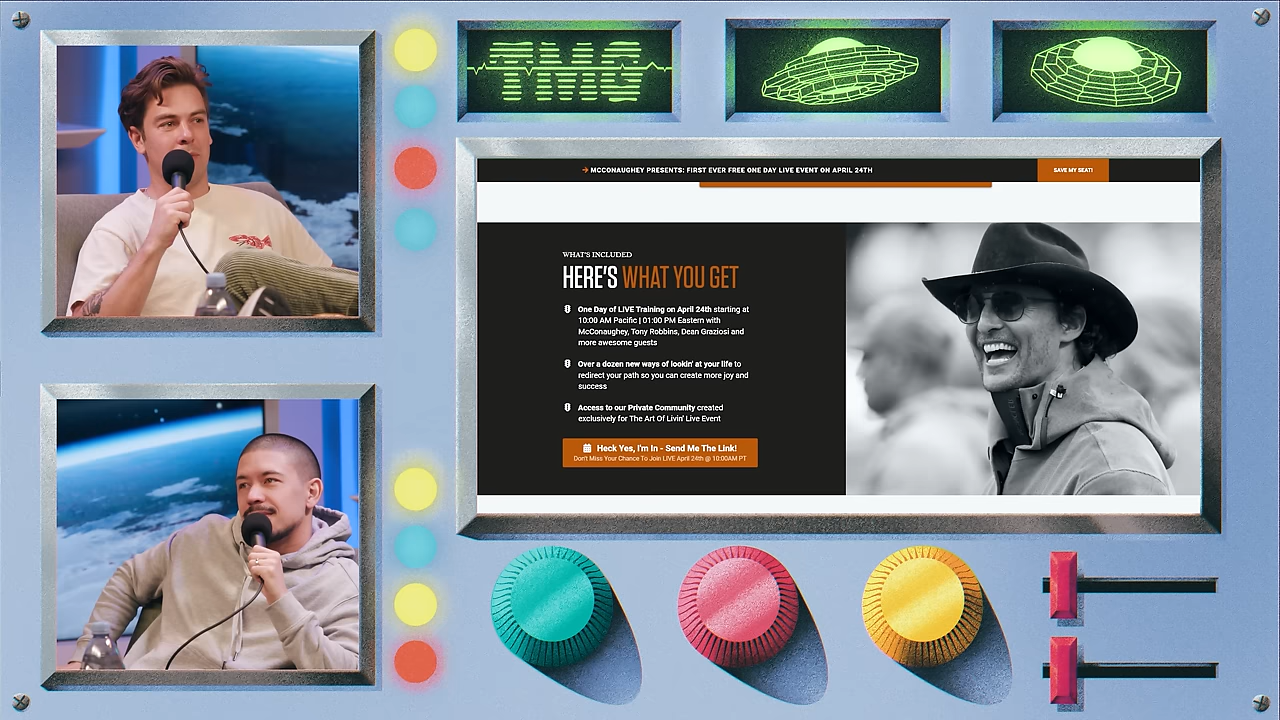 TMG
MCCONAUGHEY PRESENTS: FIRST EVER FREE ONE DAY LIVE EVENT ON APRIL 24TH
SAVE MY SEAT!
WHAT'S INCLUDED
HERE'S WHAT YOU GET
One Day of LIVE Training on April 24th starting at
10:00 AM Pacific | 01:00 PM Eastern with
McConaughey, Tony Robbins, Dean Graziosi and
more awesome guests
Over a dozen new ways of lookin' at your life to
redirect your path so you can create more joy and
success
Access to our Private Community created
exclusively for The Art Of Livin' Live Event
Heck Yes, I'm In - Send Me The Link!
Don't Miss Your Chance To Join LIVE April 24th @ 10:00AM PT